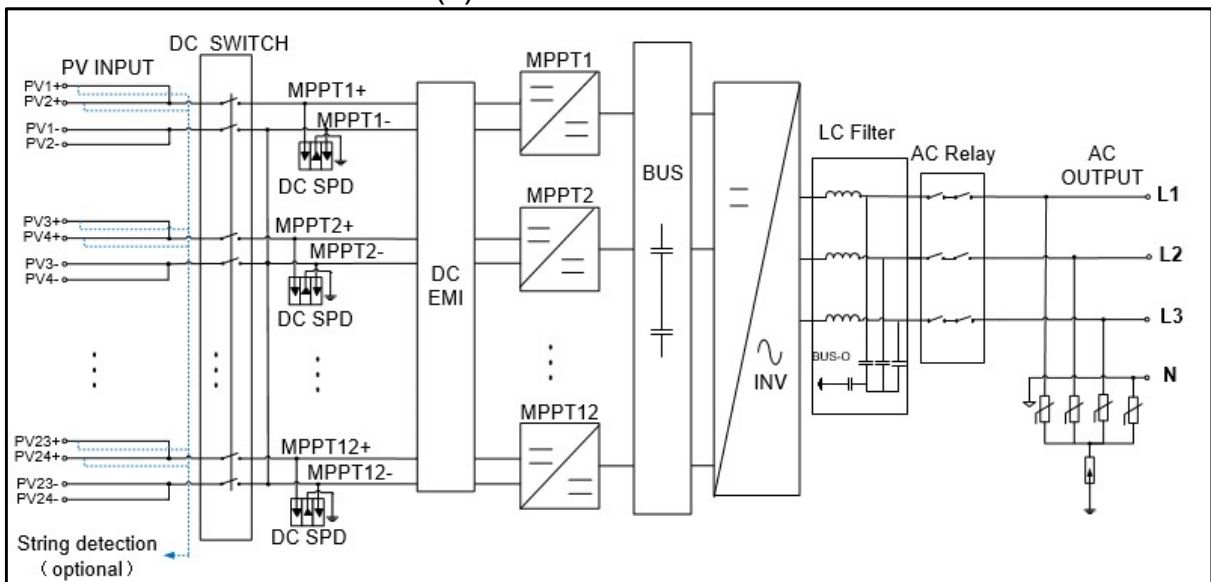 DC SWITCH
PV INPUT
PV1+
PV2+
PV1-
PV2-
MPPT1+
MPPT1-
DC SPD
MPPT1
PV3+
PV4+
PV3-
PV4-
MPPT2+
MPPT2-
DC SPD
MPPT2
PV23+
PV24+
PV23-
PV24-
MPPT12+
MPPT12-
DC SPD
MPPT12
String detection
( optional )
DC
EMI
BUS
INV
LC Filter
BUS-O
AC Relay
AC
OUTPUT
L1
L2
L3
N